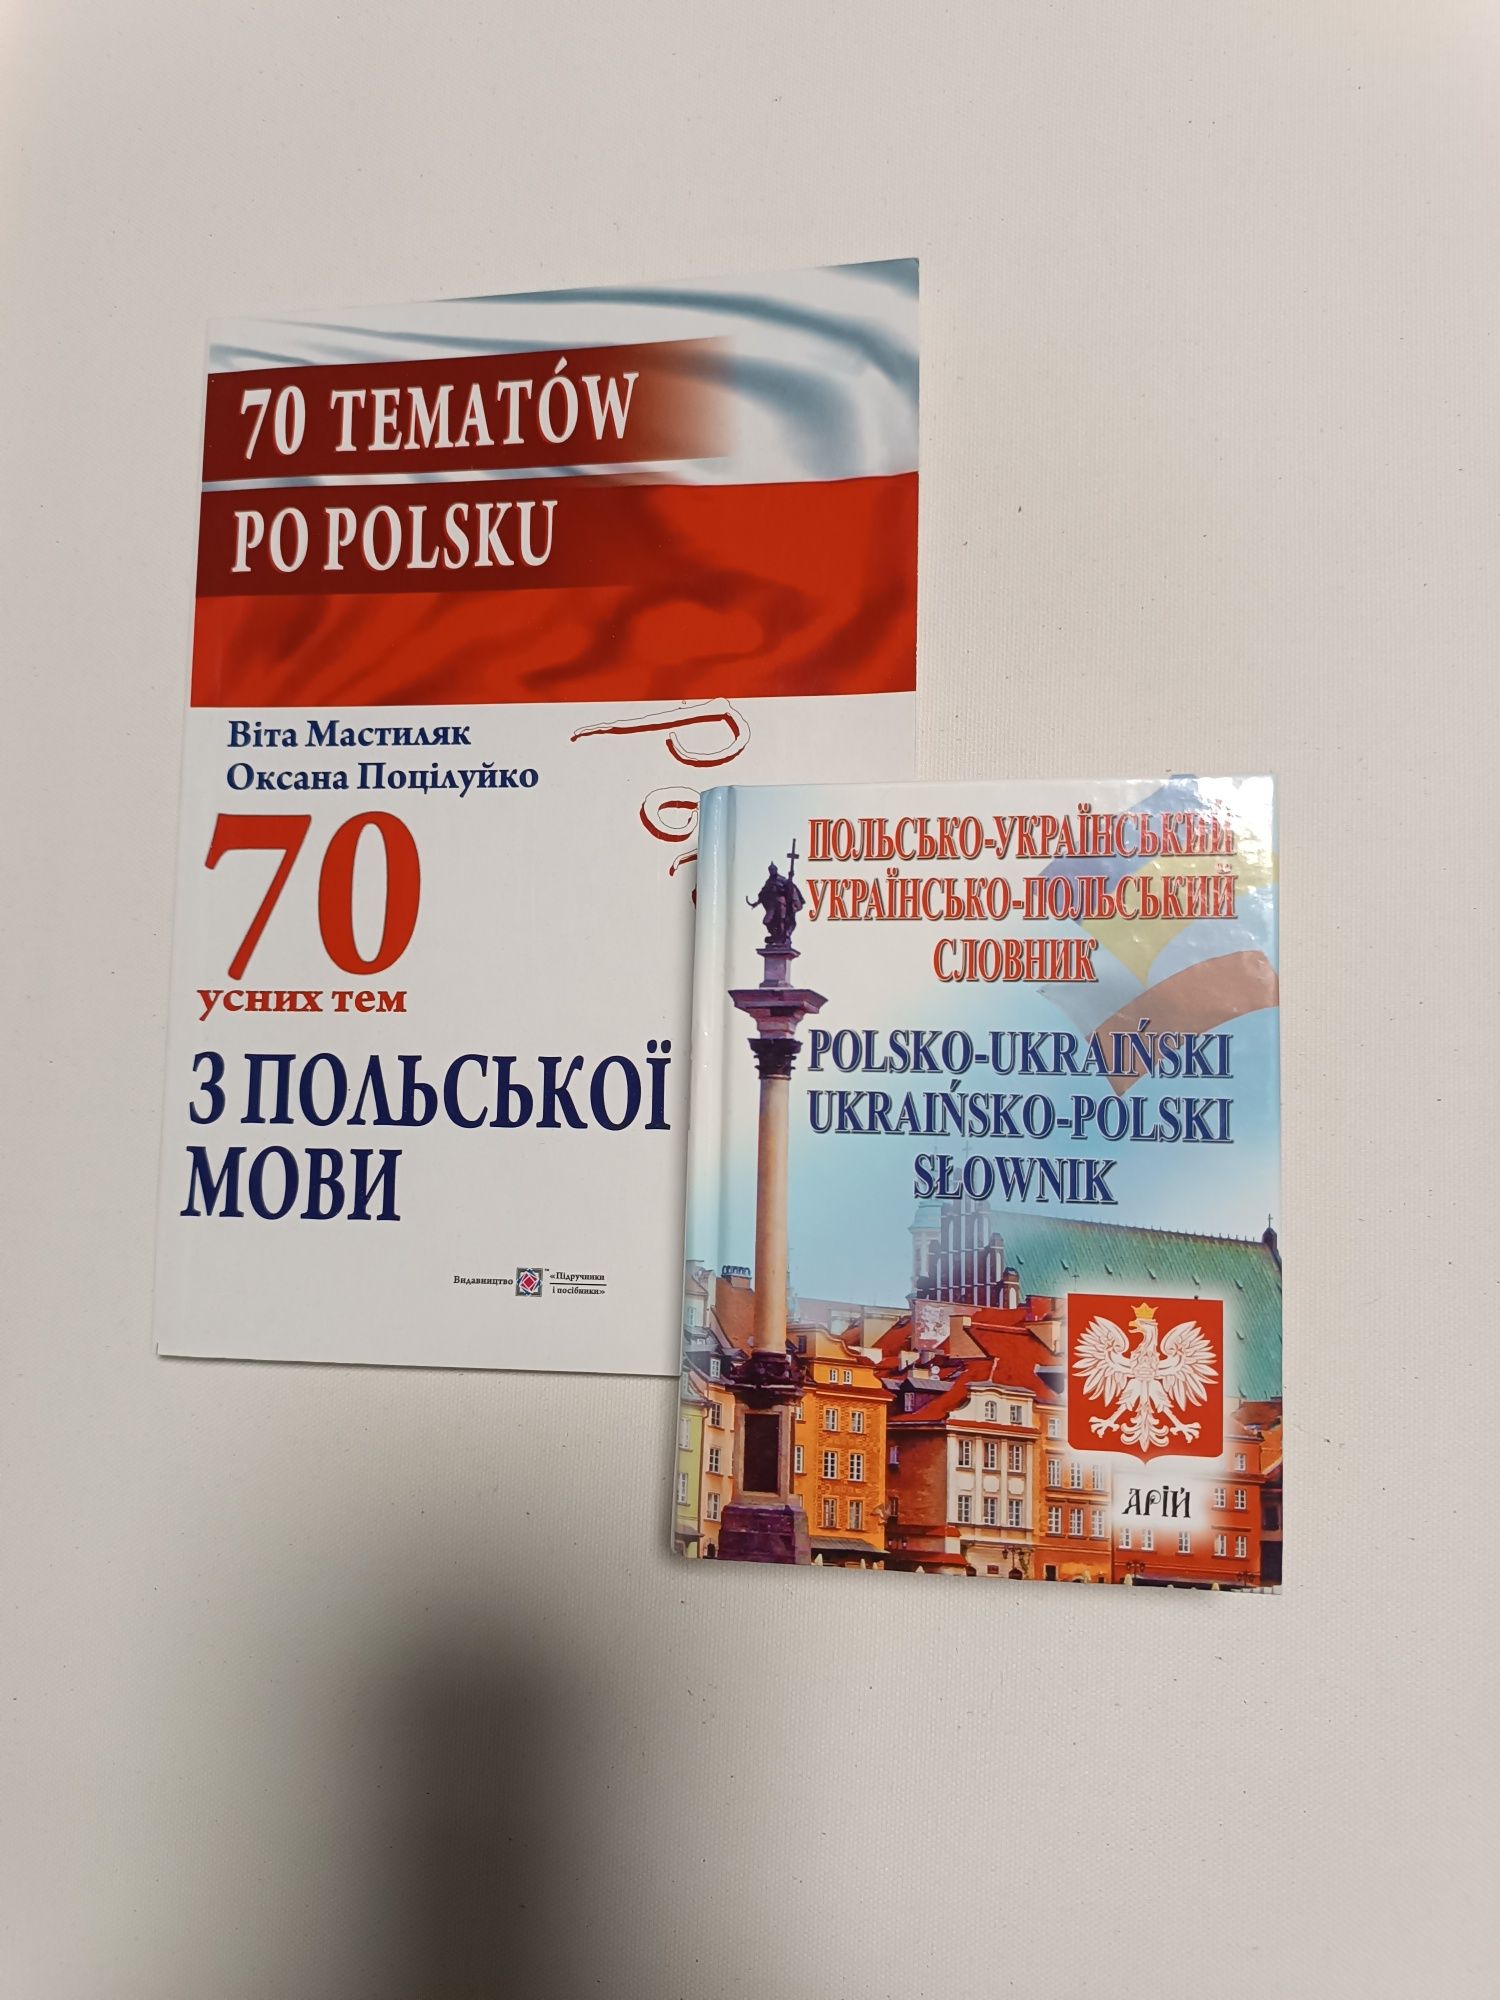 70 TEMATÓW
PO POLSKU
Віта Мастиляк
Оксана Поцілуйко
70
усних тем
З ПОЛЬСЬКОЇ
МОВИ
Видавництво
«Підручники
і посібники»
ПОЛЬСЬКО-УКРАЇНСЬКИЙ
УКРАЇНСЬКО-ПОЛЬСЬКИЙ
СЛОВНИК
POLSKO-UKRAIŃSKI
UKRAIŃSKO-POLSKI
SŁOWNIK
АРІЙ